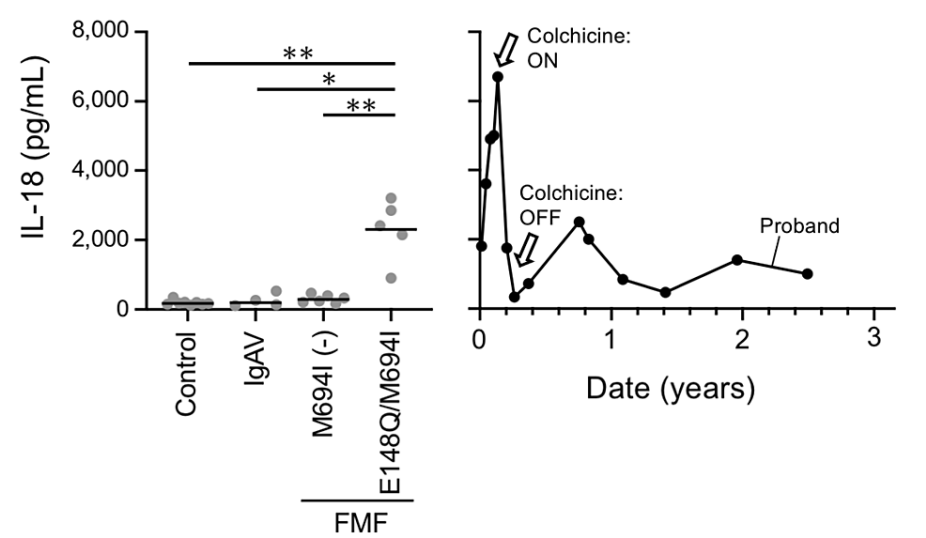 IL-18 (pg/mL)
8,000
6,000
4,000
2,000
0
**
*
**
Control
IgAV
M694I (-)
E148Q/M694I
FMF
Colchicine:
ON
Colchicine:
OFF
Proband
0
1
2
3
Date (years)